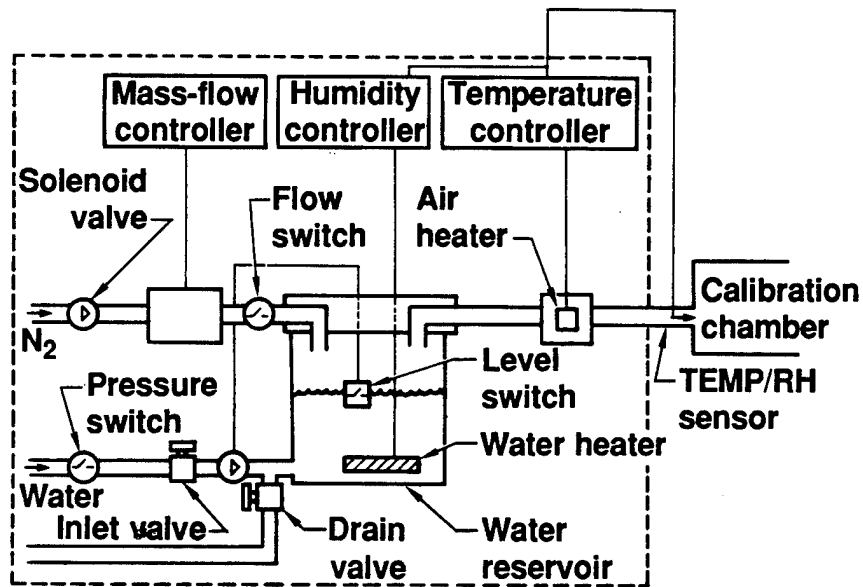 Mass-flow
controller
Humidity
controller
Temperature
controller
Solenoid
valve
Flow
switch
Air
heater
N₂
Calibration
chamber
Pressure
switch
Level
switch
TEMP/RH
sensor
Water heater
Water
Inlet valve
Drain
valve
Water
reservoir